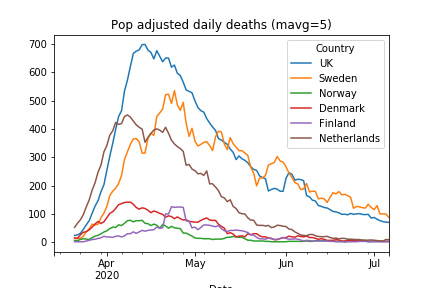 Pop adjusted daily deaths (mavg=5)
Country
UK
Sweden
Norway
Denmark
Finland
Netherlands
700
600
500
400
300
200
100
0
Apr
2020
May
Jun
Jul
Date